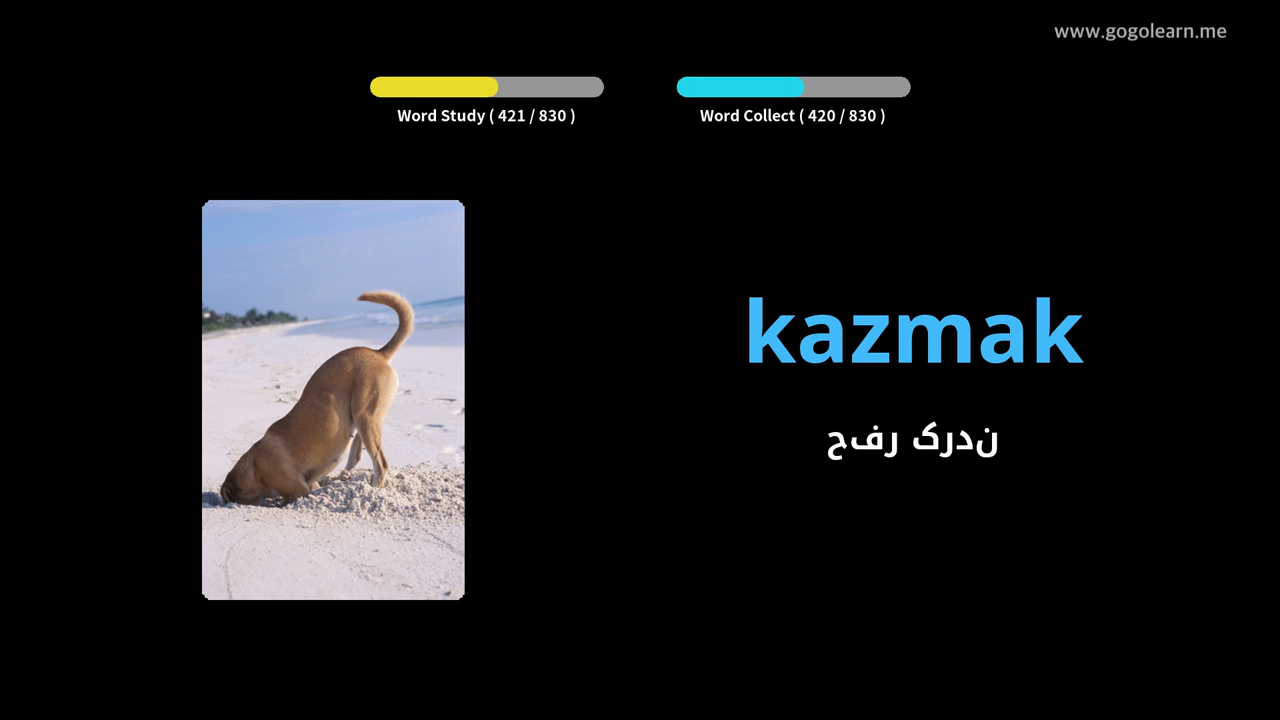 www.gogolearn.me
Word Study ( 421 / 830 )
Word Collect ( 420 / 830 )
kazmak
ندرک رفح